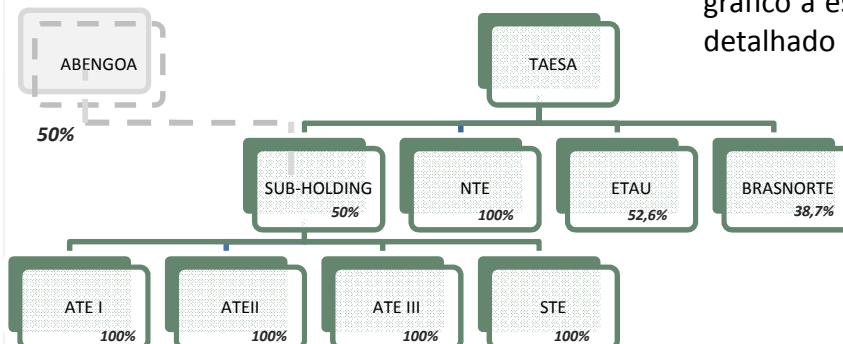 gráfico a es
detalhado
ABENGOA
TAESA
50%
SUB-HOLDING
50%
NTE
100%
ETAU
52,6%
BRASNORTE
38,7%
ATE I
100%
ATEII
100%
ATE III
100%
STE
100%